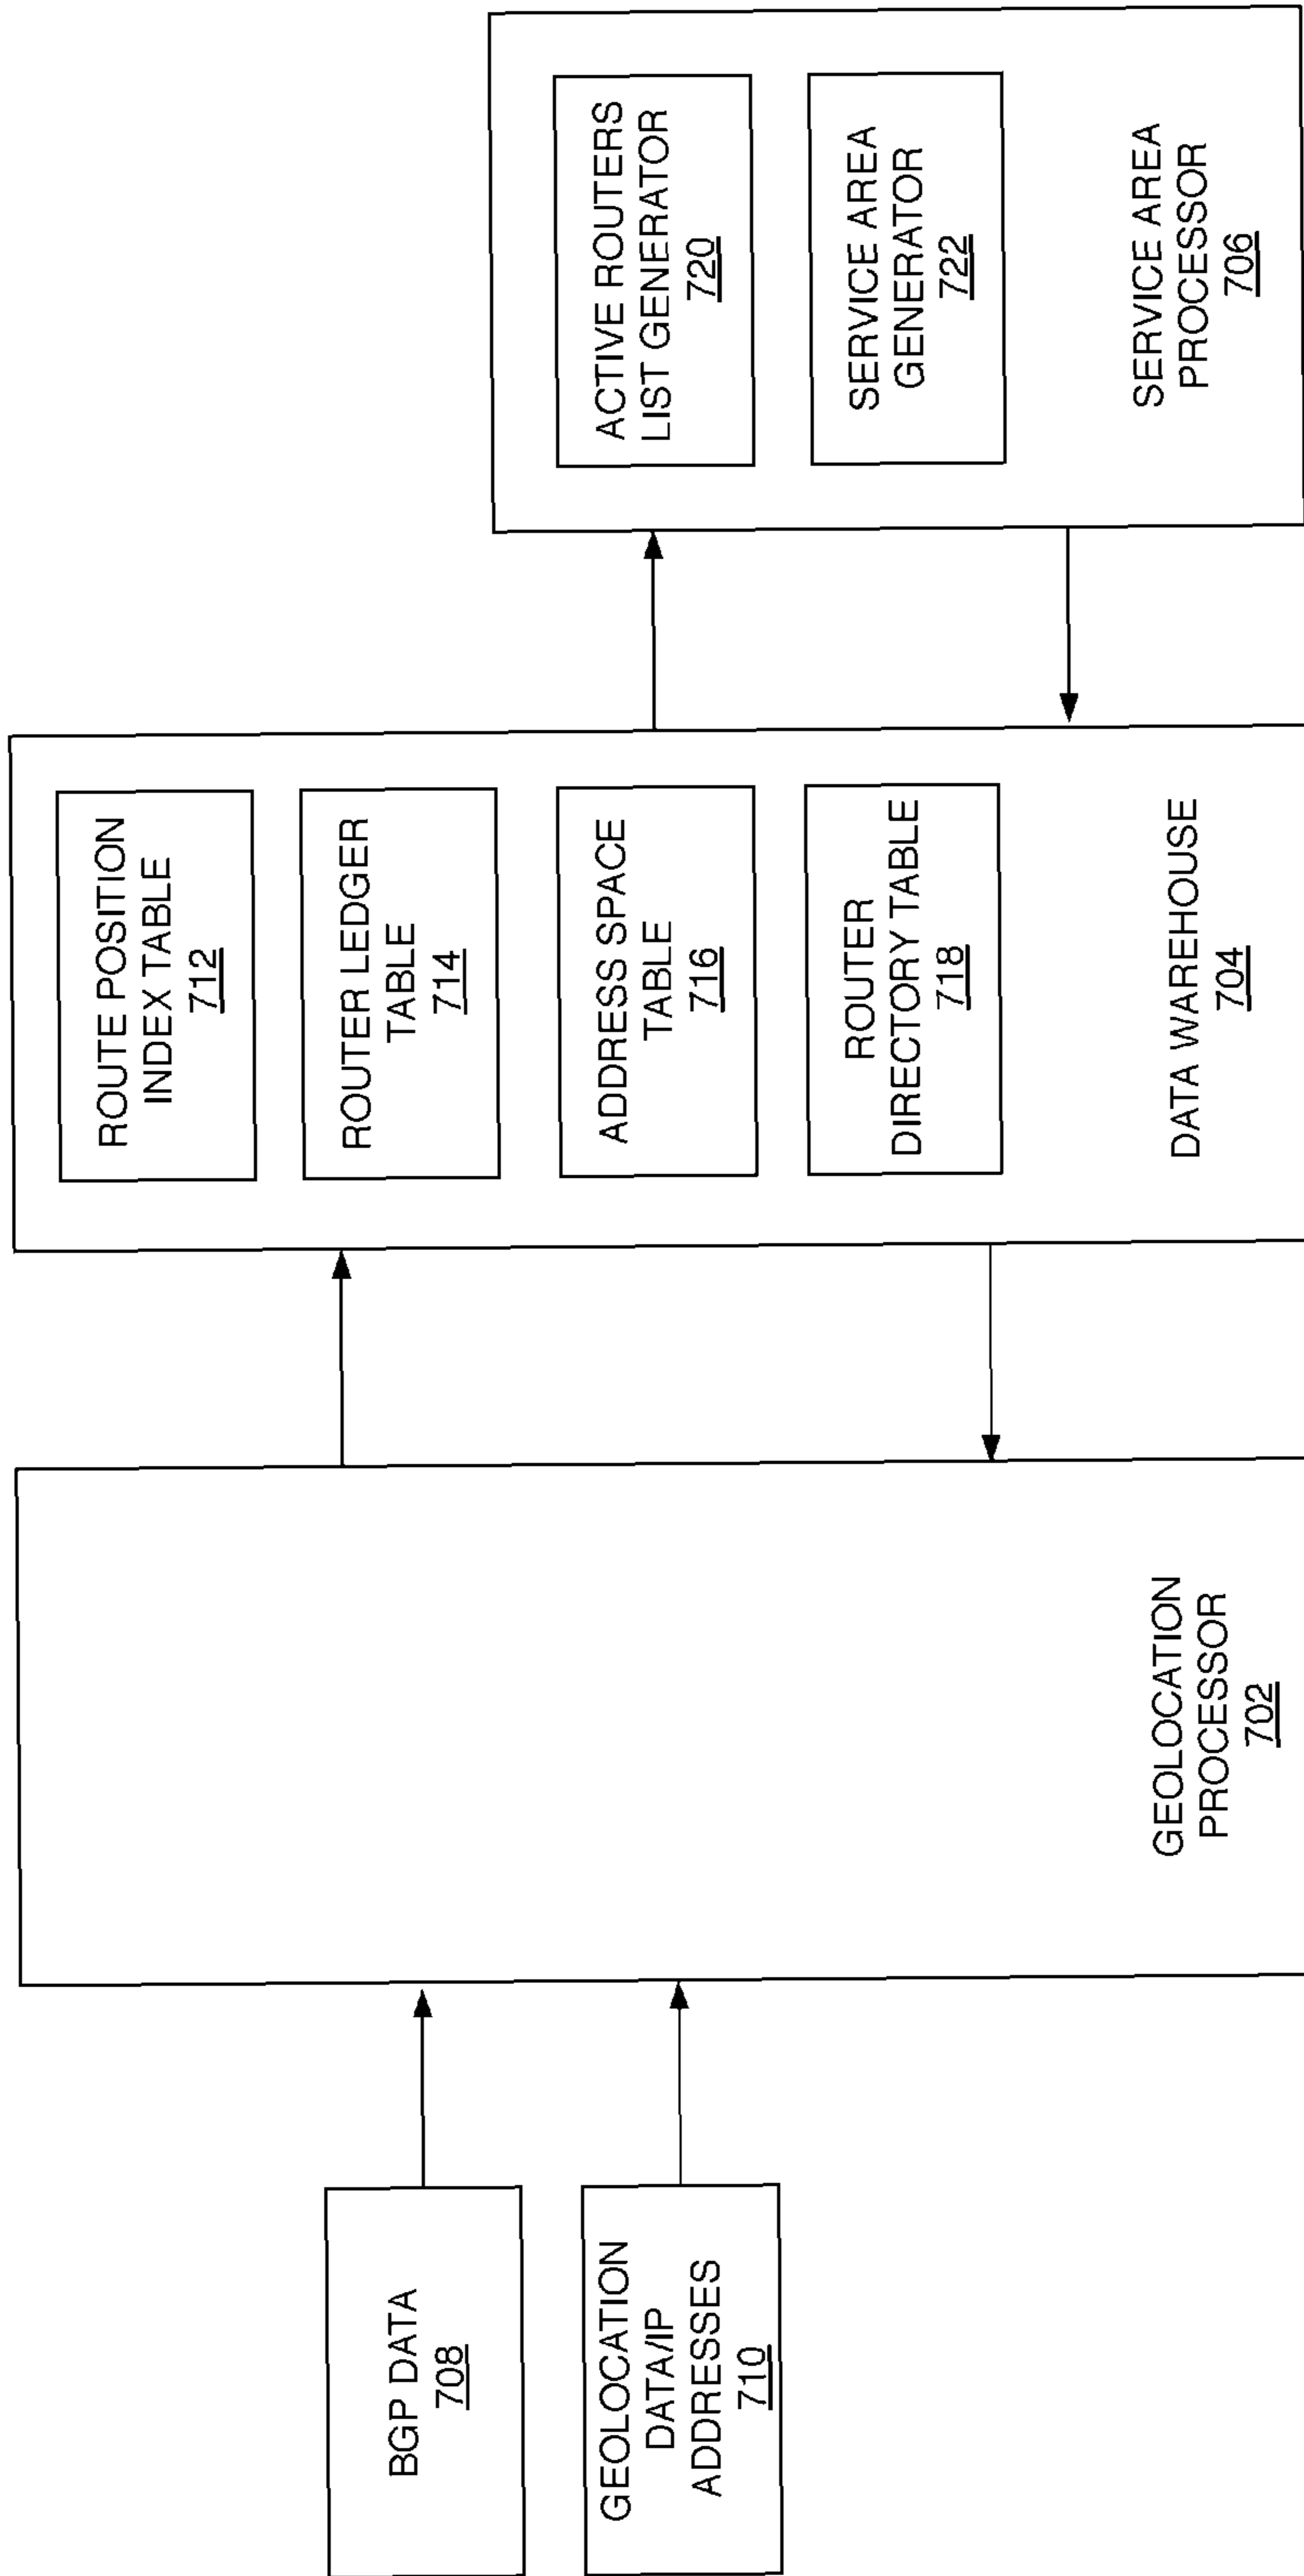 BGP DATA
708
GEOLOCATION
DATA/IP
ADDRESSES
710
GEOLOCATION
PROCESSOR
702
ROUTE POSITION
INDEX TABLE
712
ROUTER LEDGER
TABLE
714
ADDRESS SPACE
TABLE
716
ROUTER
DIRECTORY TABLE
718
DATA WAREHOUSE
704
ACTIVE ROUTERS
LIST GENERATOR
720
SERVICE AREA
GENERATOR
722
SERVICE AREA
PROCESSOR
706